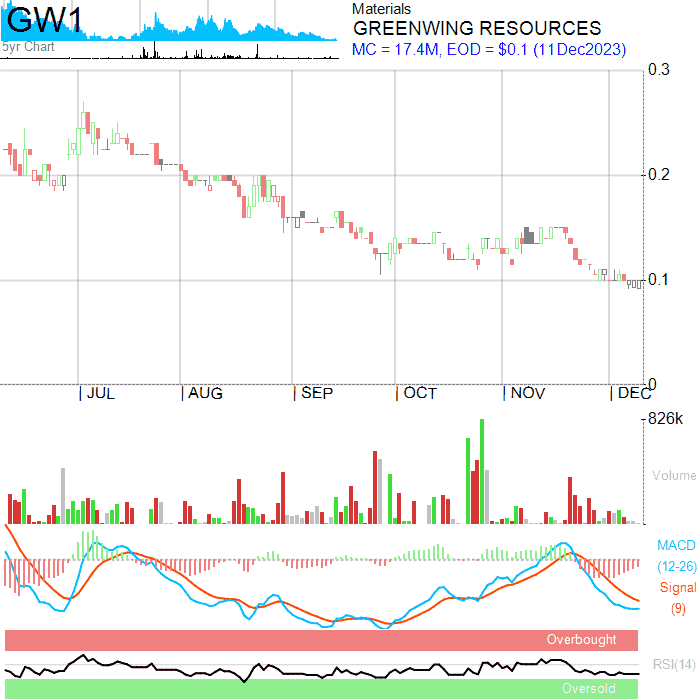 GW1
5yr Chart
Materials
GREENWING RESOURCES
MC = 17.4M, EOD = $0.1 (11Dec2023)
0.3
0.2
0.1
0
JUL AUG SEP OCT NOV DEC
826k
Volume
MACD
(12-26)
Signal
(9)
Overbought
RSI(14)
Oversold